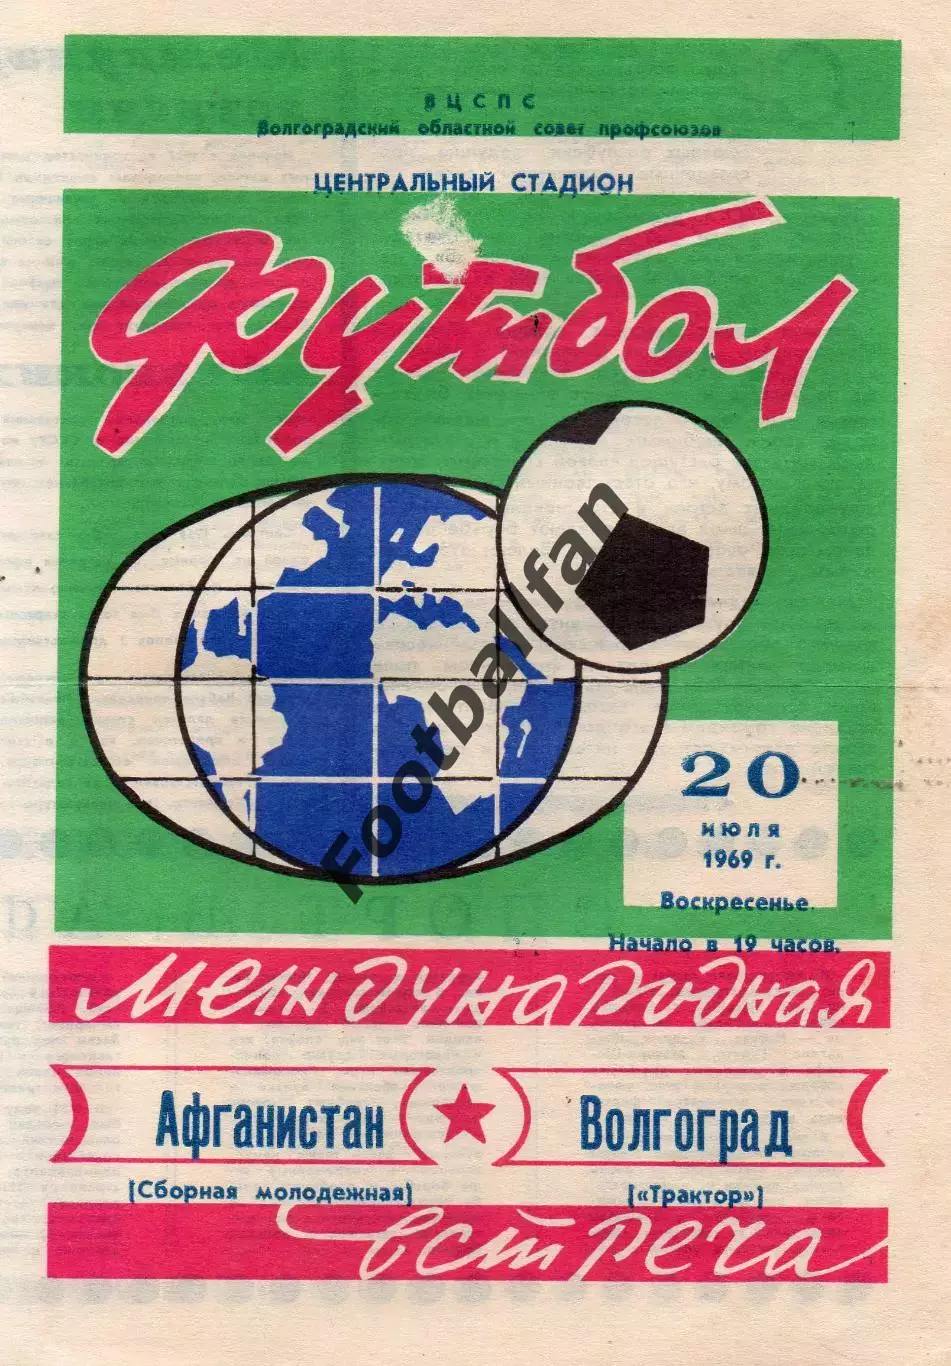 ВЦСПС
Волгоградский областной совет профсоюзов
ЦЕНТРАЛЬНЫЙ СТАДИОН
футбол
Footballfan
20
июля
1969 г.
Воскресенье.
Начало в 19 часов.
международная
Афганистан
(Сборная молодежная)
Волгоград
(«Трактор»)
встреча